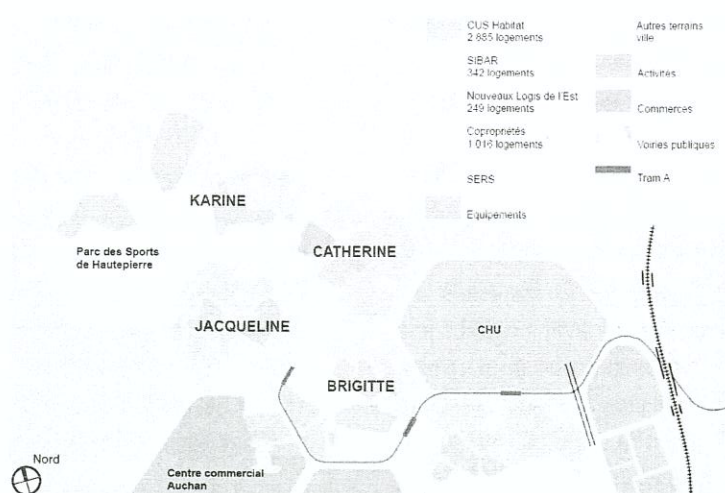 CUS Habitat
2 885 logements
SIBAR
342 logements
Nouveaux Logis de l'Est
249 logements
Copropriétés
1 016 logements
SERS
Equipements
Autres terrains
ville
Activités
Commerces
Voiries publiques
Tram A
KARINE
Parc des Sports
de Hautepierre
CATHERINE
JACQUELINE
CHU
BRIGITTE
Nord
Centre commercial
Auchan